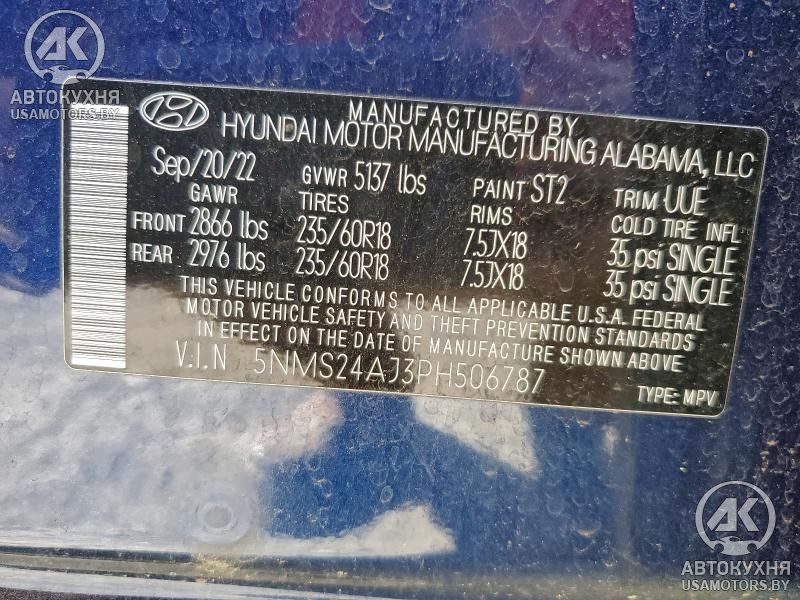 АК
АВТОКУХНЯ
USAMOTORS.BY
MANUFACTURED BY
HYUNDAI MOTOR MANUFACTURING ALABAMA, LLC
Sep/20/22 GVWR 5137 lbs PAINT ST2 TRIM UUE
GAWR TIRES RIMS COLD TIRE INFL
FRONT 2866 lbs 235/60R18 7.5JX18 35 psi SINGLE
REAR 2976 lbs 235/60R18 7.5JX18 35 psi SINGLE
THIS VEHICLE CONFORMS TO ALL APPLICABLE U.S.A. FEDERAL
MOTOR VEHICLE SAFETY AND THEFT PREVENTION STANDARDS
IN EFFECT ON THE DATE OF MANUFACTURE SHOWN ABOVE
V.I.N 5NMS24AJ3PH506787
TYPE: MPV
АК
АВТОКУХНЯ
USAMOTORS.BY